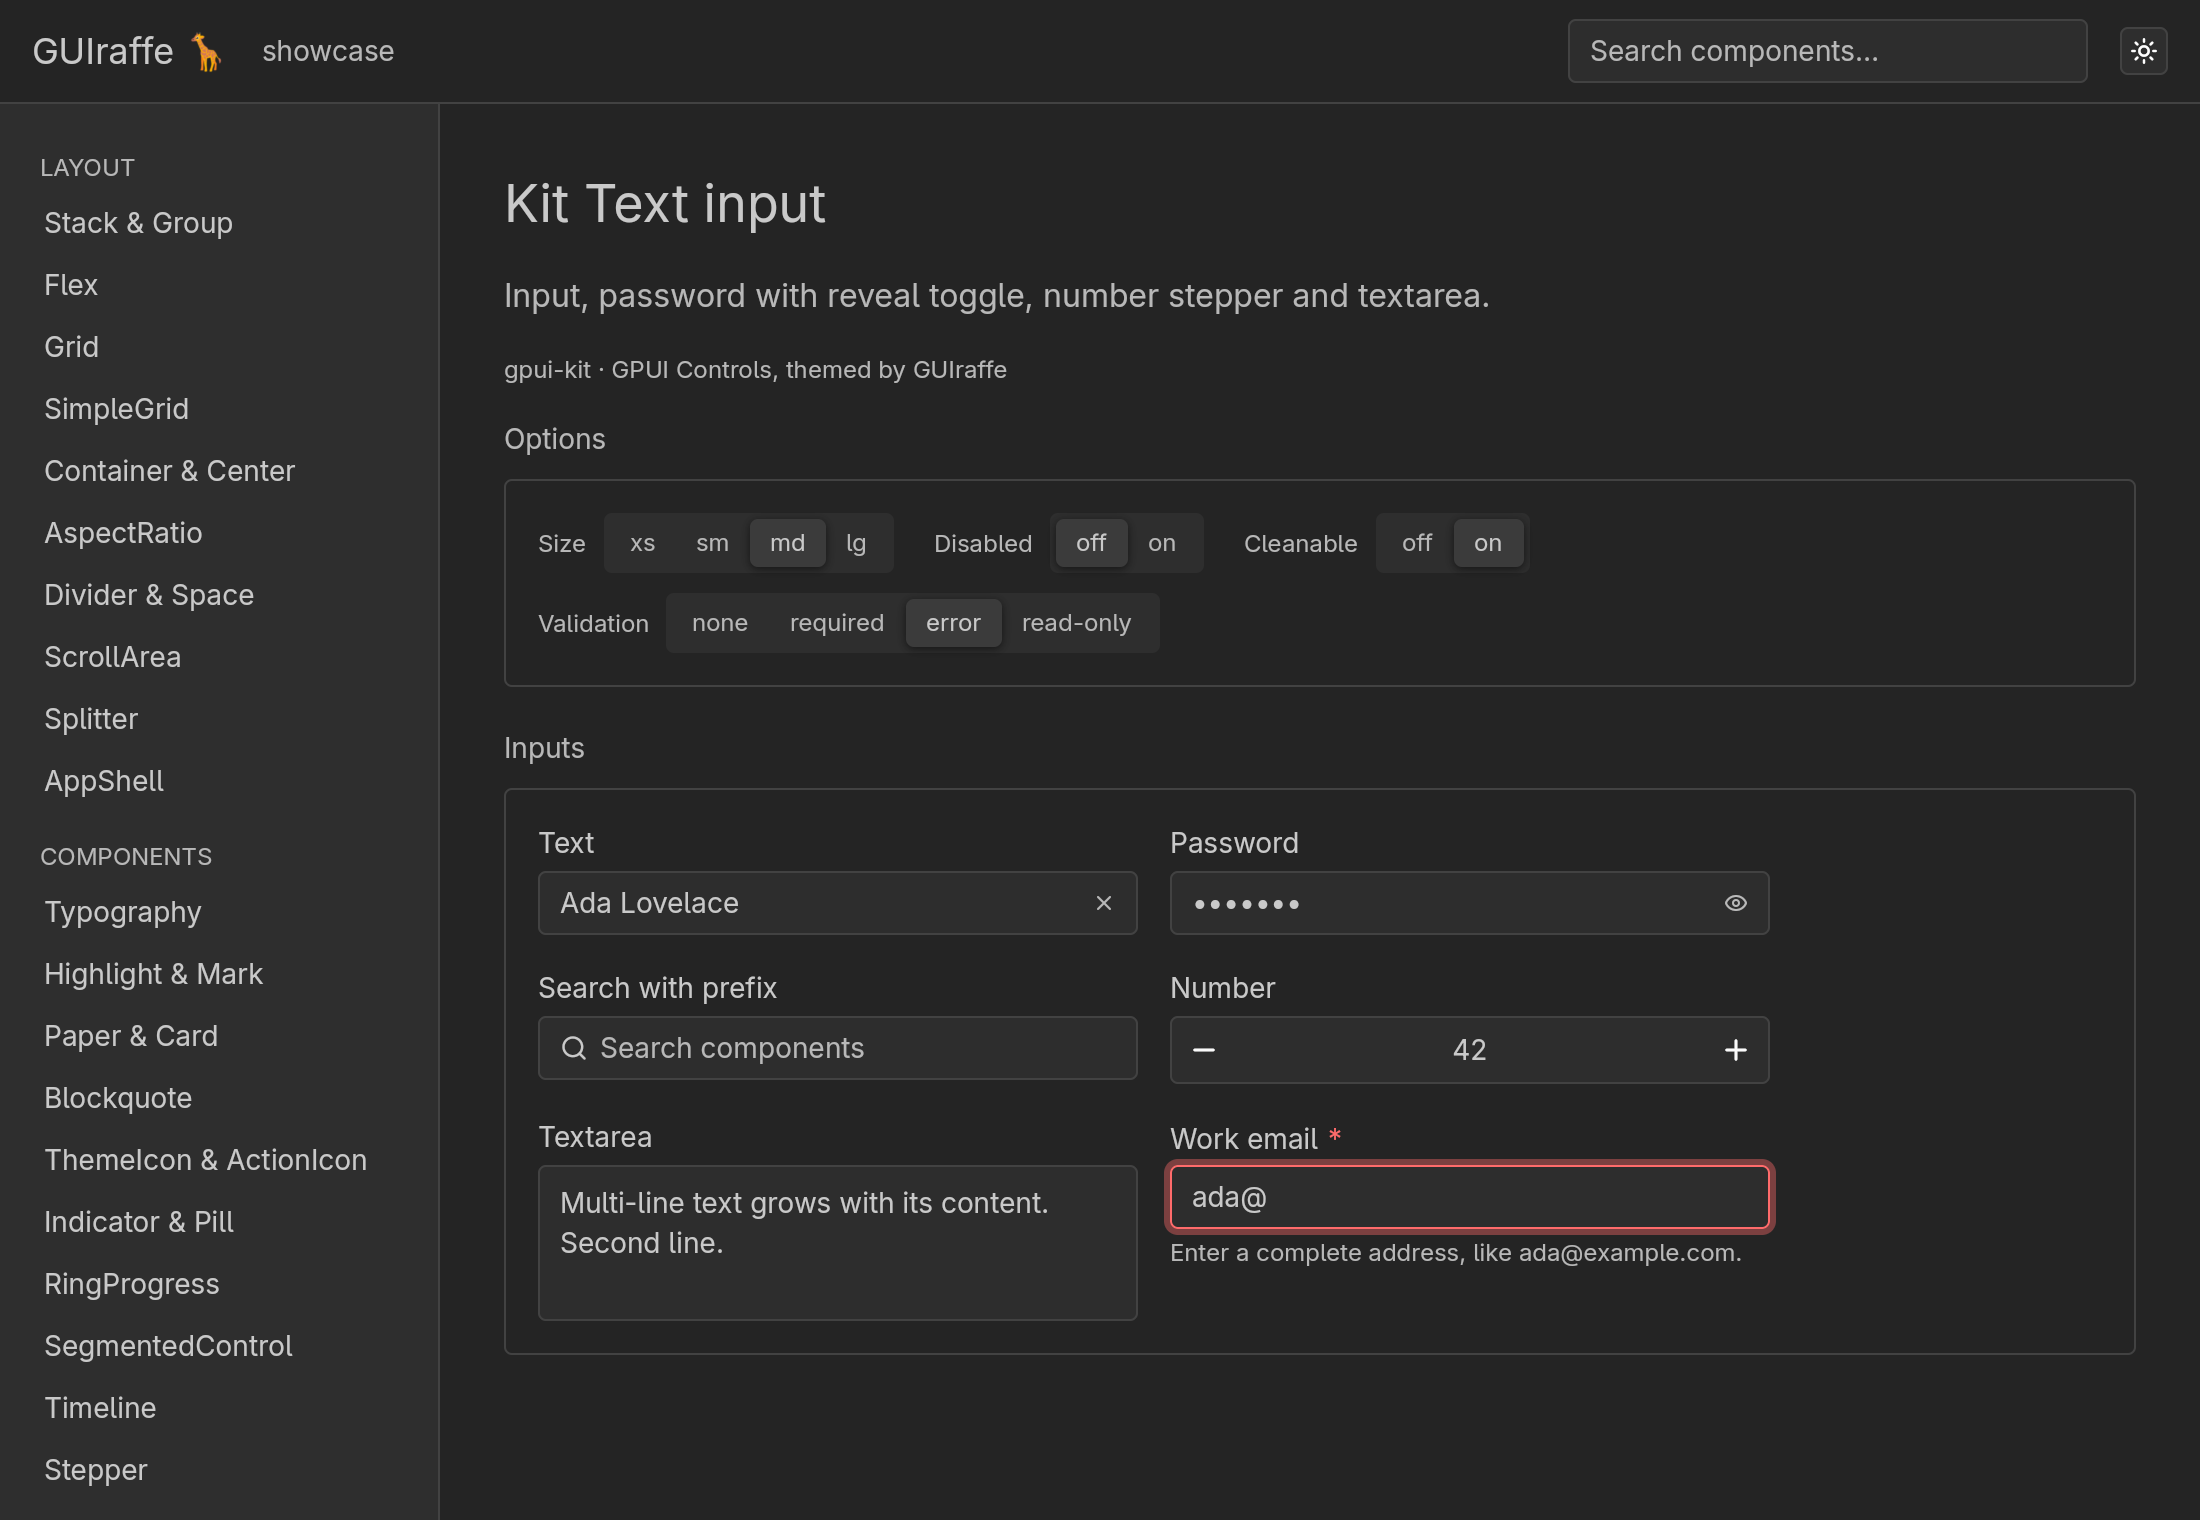 GUIraffe 🦒 showcase
Search components...
LAYOUT
Stack & Group
Flex
Grid
SimpleGrid
Container & Center
AspectRatio
Divider & Space
ScrollArea
Splitter
AppShell
COMPONENTS
Typography
Highlight & Mark
Paper & Card
Blockquote
ThemeIcon & ActionIcon
Indicator & Pill
RingProgress
SegmentedControl
Timeline
Stepper
Kit Text input
Input, password with reveal toggle, number stepper and textarea.
gpui-kit · GPUI Controls, themed by GUIraffe
Options
Size xs sm md lg Disabled off on Cleanable off on
Validation none required error read-only
Inputs
Text
Ada Lovelace
Password
•••••••
Search with prefix
Search components
Number
42
Textarea
Multi-line text grows with its content.
Second line.
Work email *
ada@
Enter a complete address, like ada@example.com.